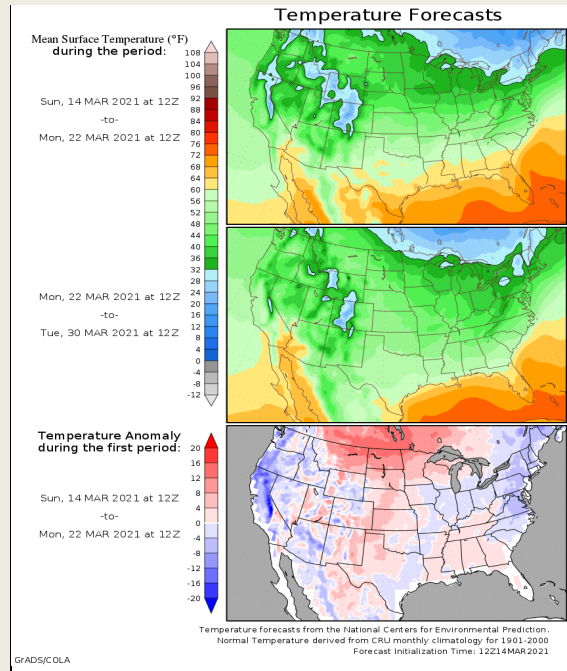 Temperature Forecasts
Mean Surface Temperature (°F)
during the period:
Sun, 14 MAR 2021 at 12Z
-to-
Mon, 22 MAR 2021 at 12Z
108
104
100
96
92
88
84
80
76
72
68
64
60
56
52
48
44
40
36
32
28
24
20
16
12
8
4
0
-4
-8
-12
Mon, 22 MAR 2021 at 12Z
-to-
Tue, 30 MAR 2021 at 12Z
Temperature Anomaly
during the first period:
Sun, 14 MAR 2021 at 12Z
-to-
Mon, 22 MAR 2021 at 12Z
20
16
12
8
4
0
-4
-8
-12
-16
-20
Temperature forecasts from the National Centers for Environmental Prediction.
Normal Temperature derived from CRU monthly climatology for 1901-2000
Forecast Initialization Time: 12Z14MAR2021
GrADS/COLA